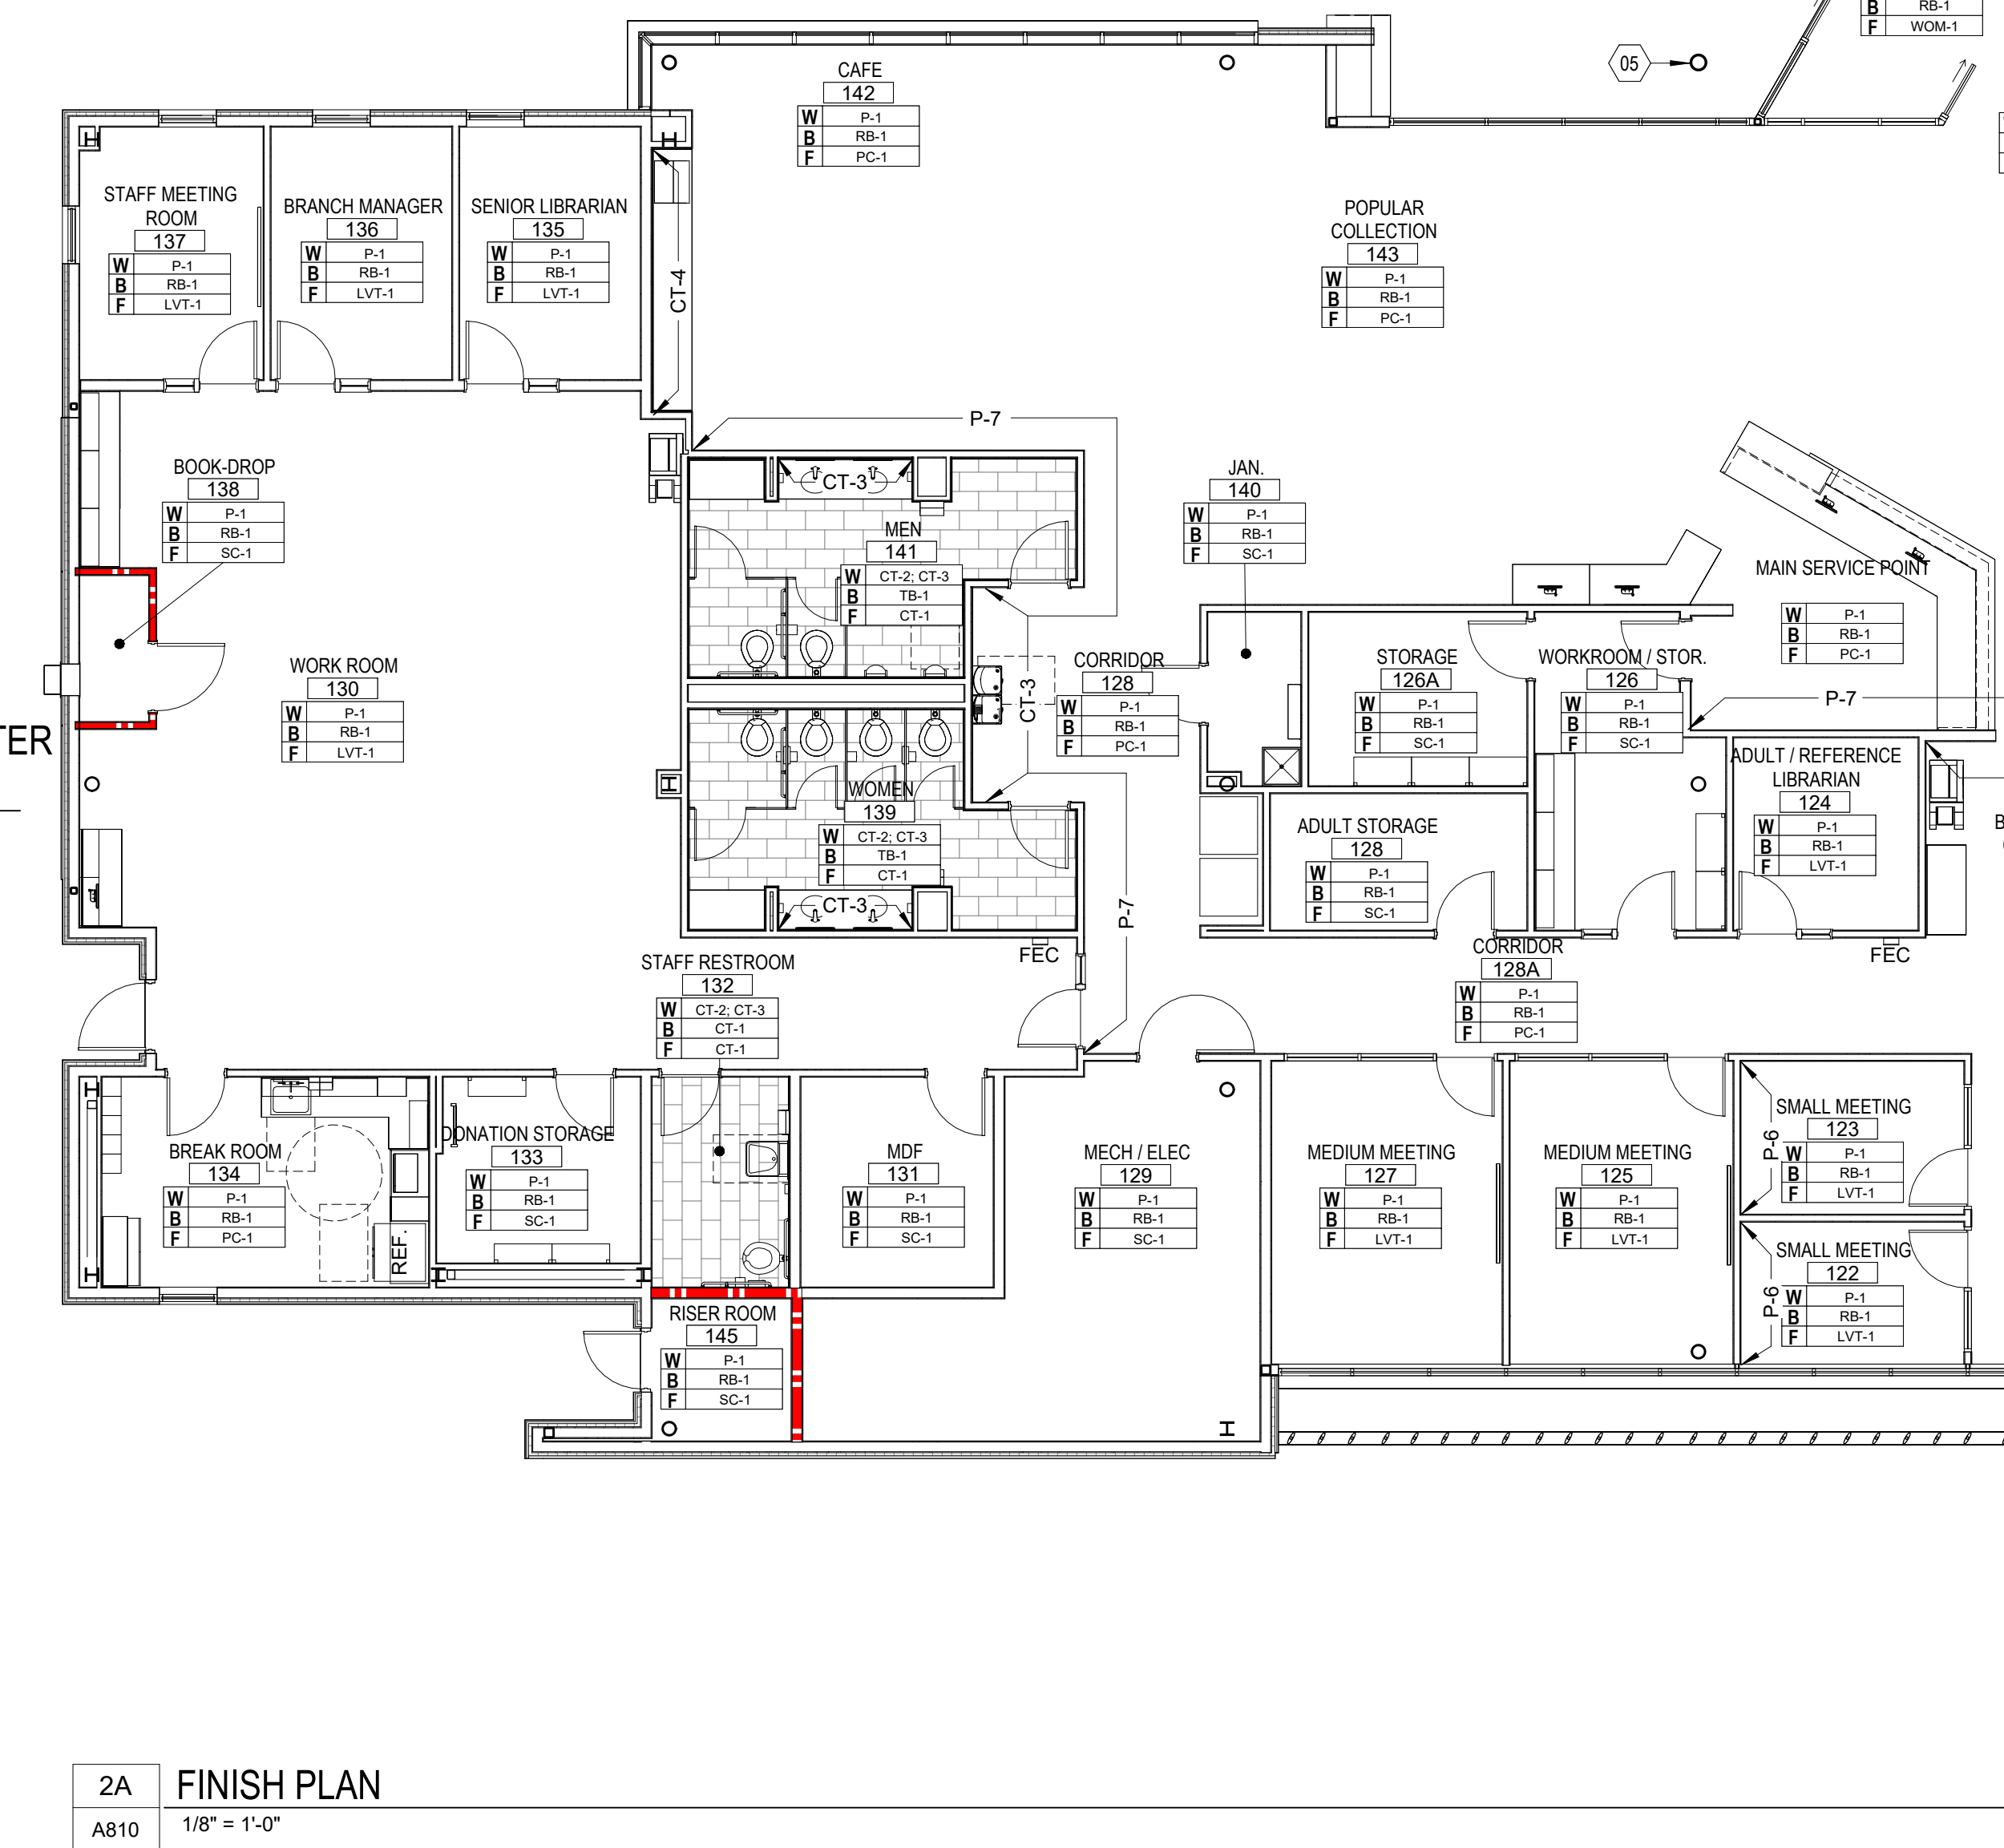 B RB-1
F WOM-1
05
CAFE
142
W P-1
B RB-1
F PC-1
STAFF MEETING
ROOM
137
W P-1
B RB-1
F LVT-1
BRANCH MANAGER
136
W P-1
B RB-1
F LVT-1
SENIOR LIBRARIAN
135
W P-1
B RB-1
F LVT-1
CT-4
POPULAR
COLLECTION
143
W P-1
B RB-1
F PC-1
P-7
BOOK-DROP
138
W P-1
B RB-1
F SC-1
CT-3
MEN
141
W CT-2; CT-3
B TB-1
F CT-1
JAN.
140
W P-1
B RB-1
F SC-1
MAIN SERVICE POINT
W P-1
B RB-1
F PC-1
WORK ROOM
130
W P-1
B RB-1
F LVT-1
CT-3
CORRIDOR
128
W P-1
B RB-1
F PC-1
STORAGE
126A
W P-1
B RB-1
F SC-1
WORKROOM / STOR.
126
W P-1
B RB-1
F SC-1
P-7
TER
WOMEN
139
W CT-2; CT-3
B TB-1
F CT-1
CT-3
ADULT STORAGE
128
W P-1
B RB-1
F SC-1
ADULT / REFERENCE
LIBRARIAN
124
W P-1
B RB-1
F LVT-1
B
P-7
FEC
FEC
STAFF RESTROOM
132
W CT-2; CT-3
B CT-1
F CT-1
CORRIDOR
128A
W P-1
B RB-1
F PC-1
BREAK ROOM
134
W P-1
B RB-1
F PC-1
REF.
DONATION STORAGE
133
W P-1
B RB-1
F SC-1
MDF
131
W P-1
B RB-1
F SC-1
MECH / ELEC
129
W P-1
B RB-1
F SC-1
MEDIUM MEETING
127
W P-1
B RB-1
F LVT-1
MEDIUM MEETING
125
W P-1
B RB-1
F LVT-1
SMALL MEETING
123
P-6
W P-1
B RB-1
F LVT-1
SMALL MEETING
122
P-6
W P-1
B RB-1
F LVT-1
RISER ROOM
145
W P-1
B RB-1
F SC-1
2A
FINISH PLAN
A810
1/8" = 1'-0"